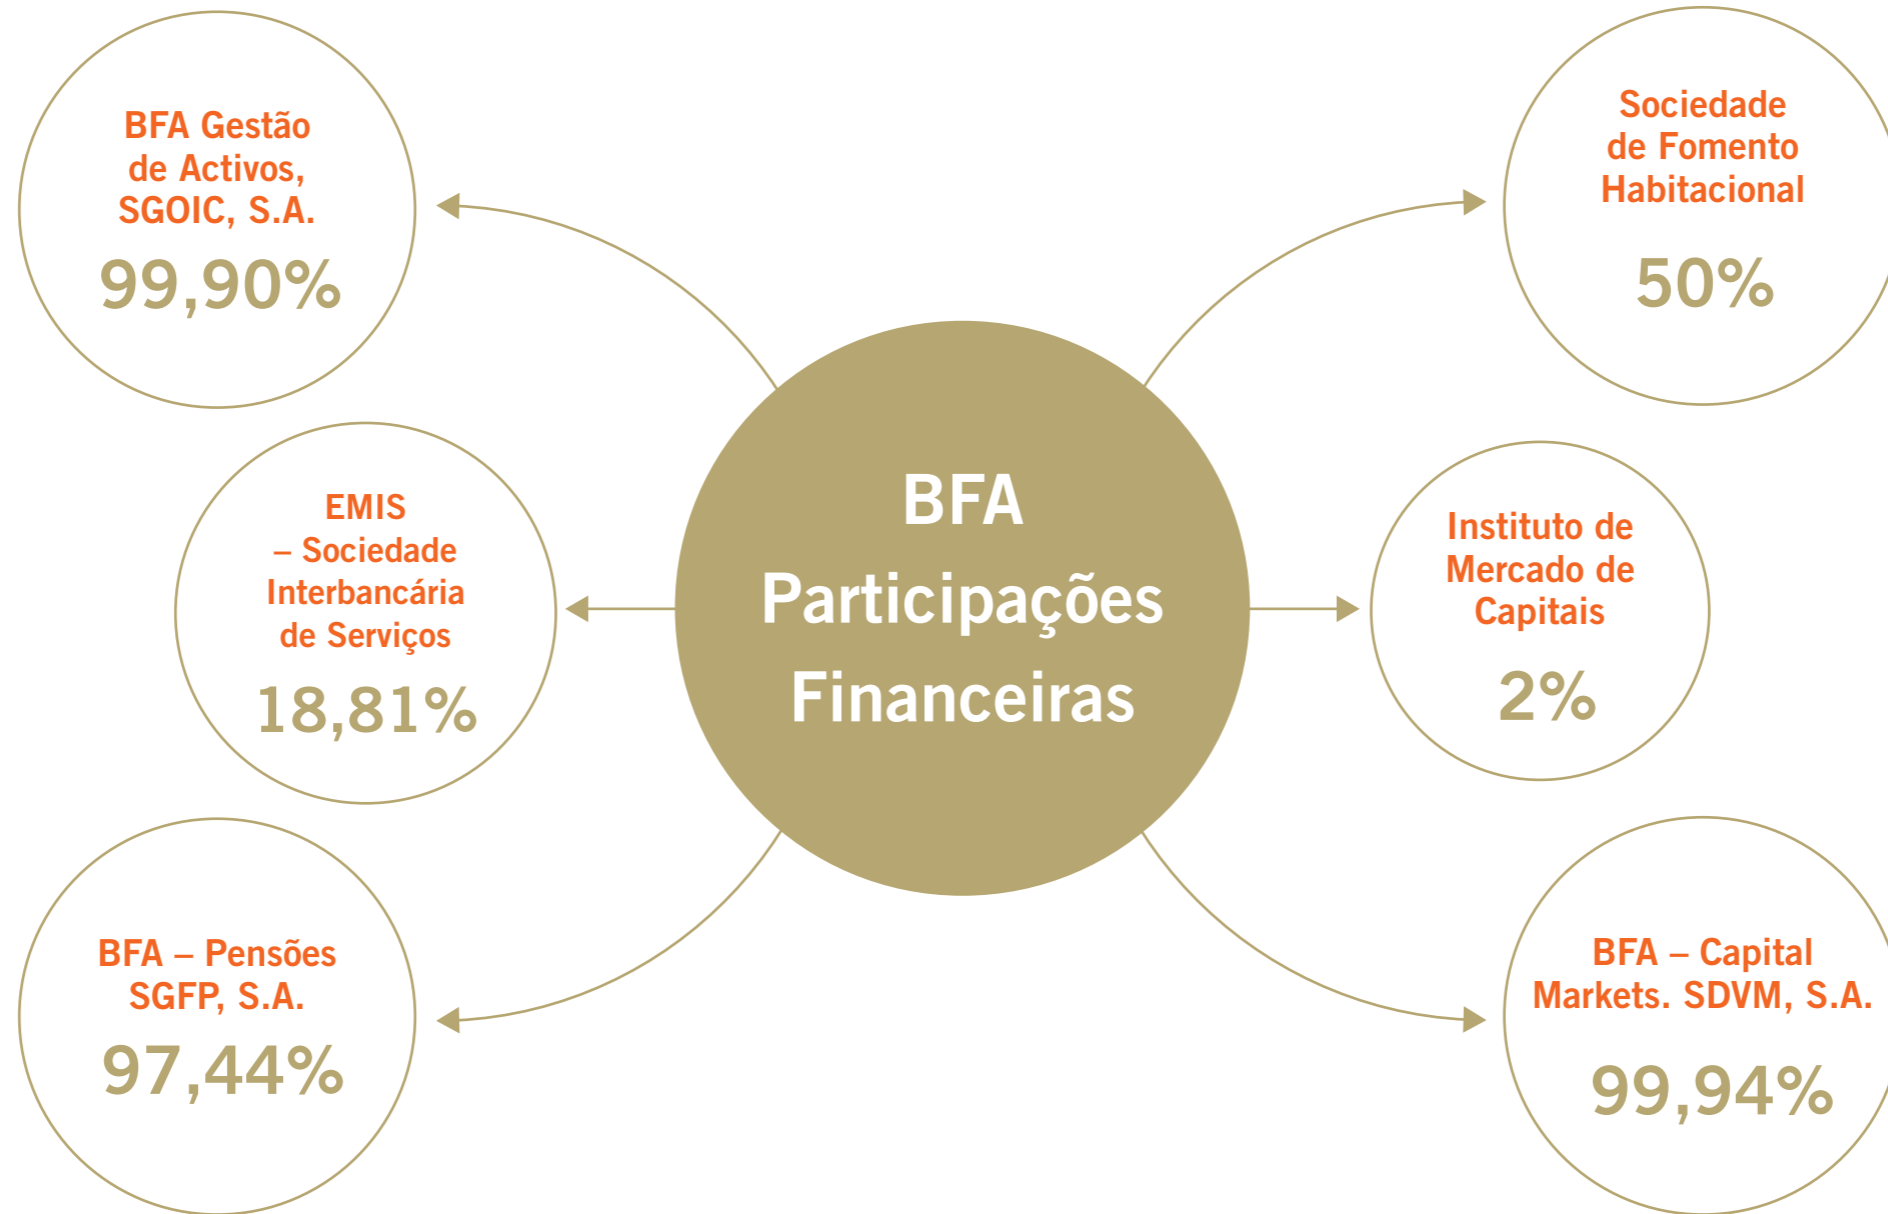 BFA Gestão
de Activos,
SGOIC, S.A.
99,90%
EMIS
– Sociedade
Interbancária
de Serviços
18,81%
BFA – Pensões
SGFP, S.A.
97,44%
BFA
Participações
Financeiras
Sociedade
de Fomento
Habitacional
50%
Instituto de
Mercado de
Capitais
2%
BFA – Capital
Markets. SDVM, S.A.
99,94%